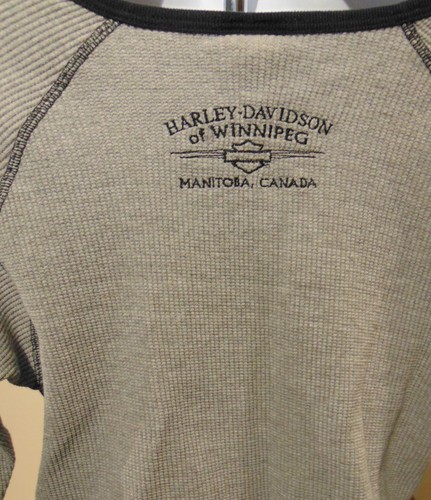 HARLEY-DAVIDSON
of WINNIPEG
MANITOBA, CANADA